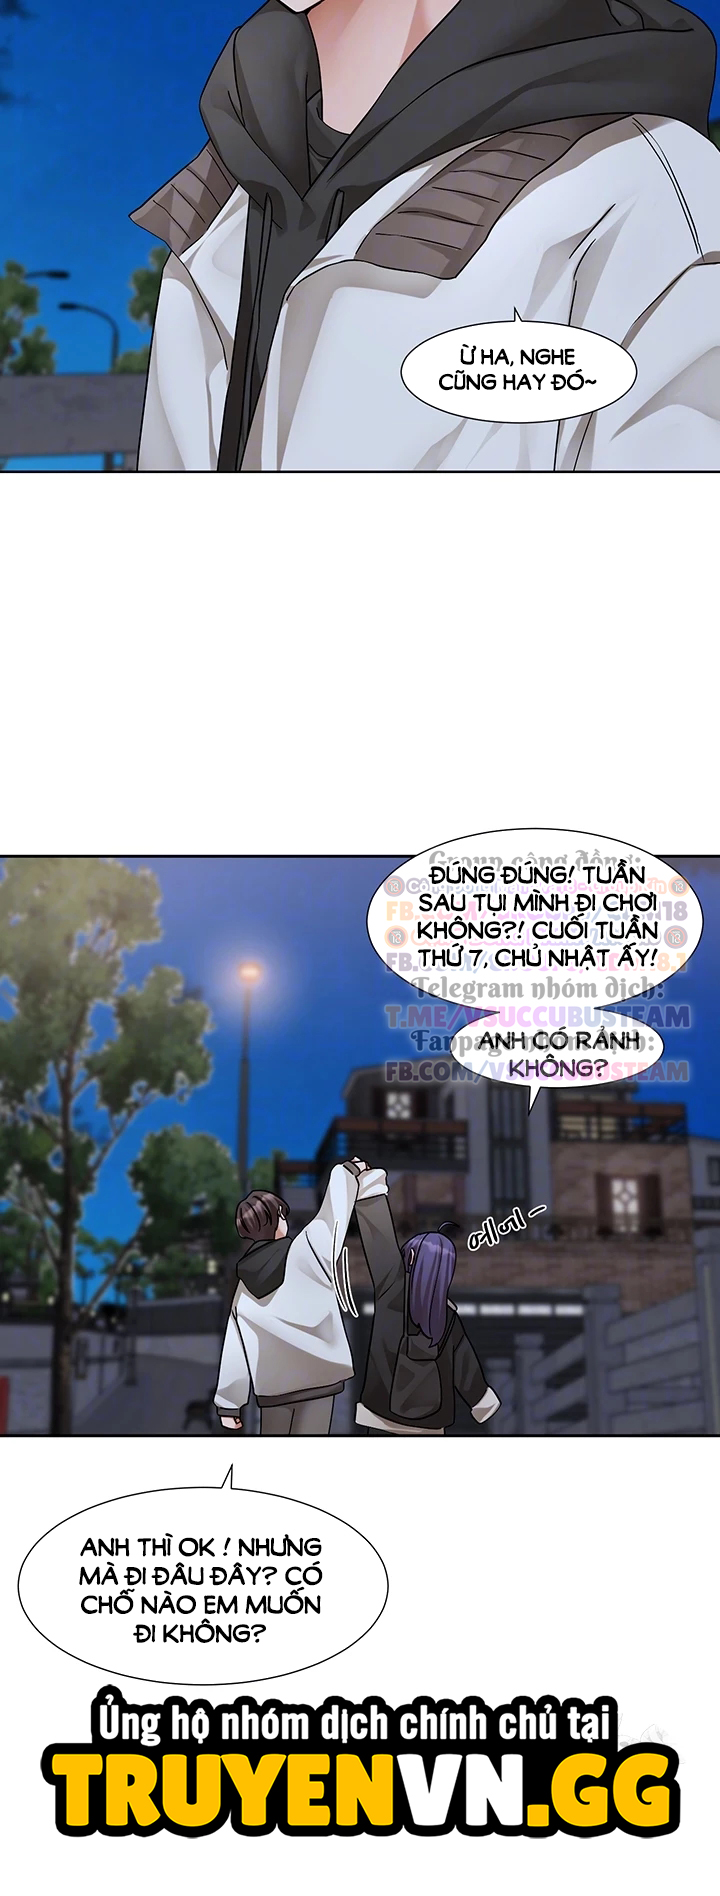 Ừ HA, NGHE
CŨNG HAY ĐÓ~
ĐÚNG ĐÚNG! TUẦN
SAU TỤI MÌNH ĐI CHƠI
KHÔNG?! CUỐI TUẦN
THỨ 7, CHỦ NHẬT ẤY!
Telegram nhóm dịch:
T.ME/VSUCCUBUSTEAM
ANH CÓ RẢNH
KHÔNG?
FB.COM/VSUCCUBUSTEAM
에에~
ANH THÌ OK ! NHƯNG
MÀ ĐI ĐÂU ĐÂY? CÓ
CHỖ NÀO EM MUỐN
ĐI KHÔNG?
Ủng hộ nhóm dịch chính chủ tại
TRUYENVN.GG